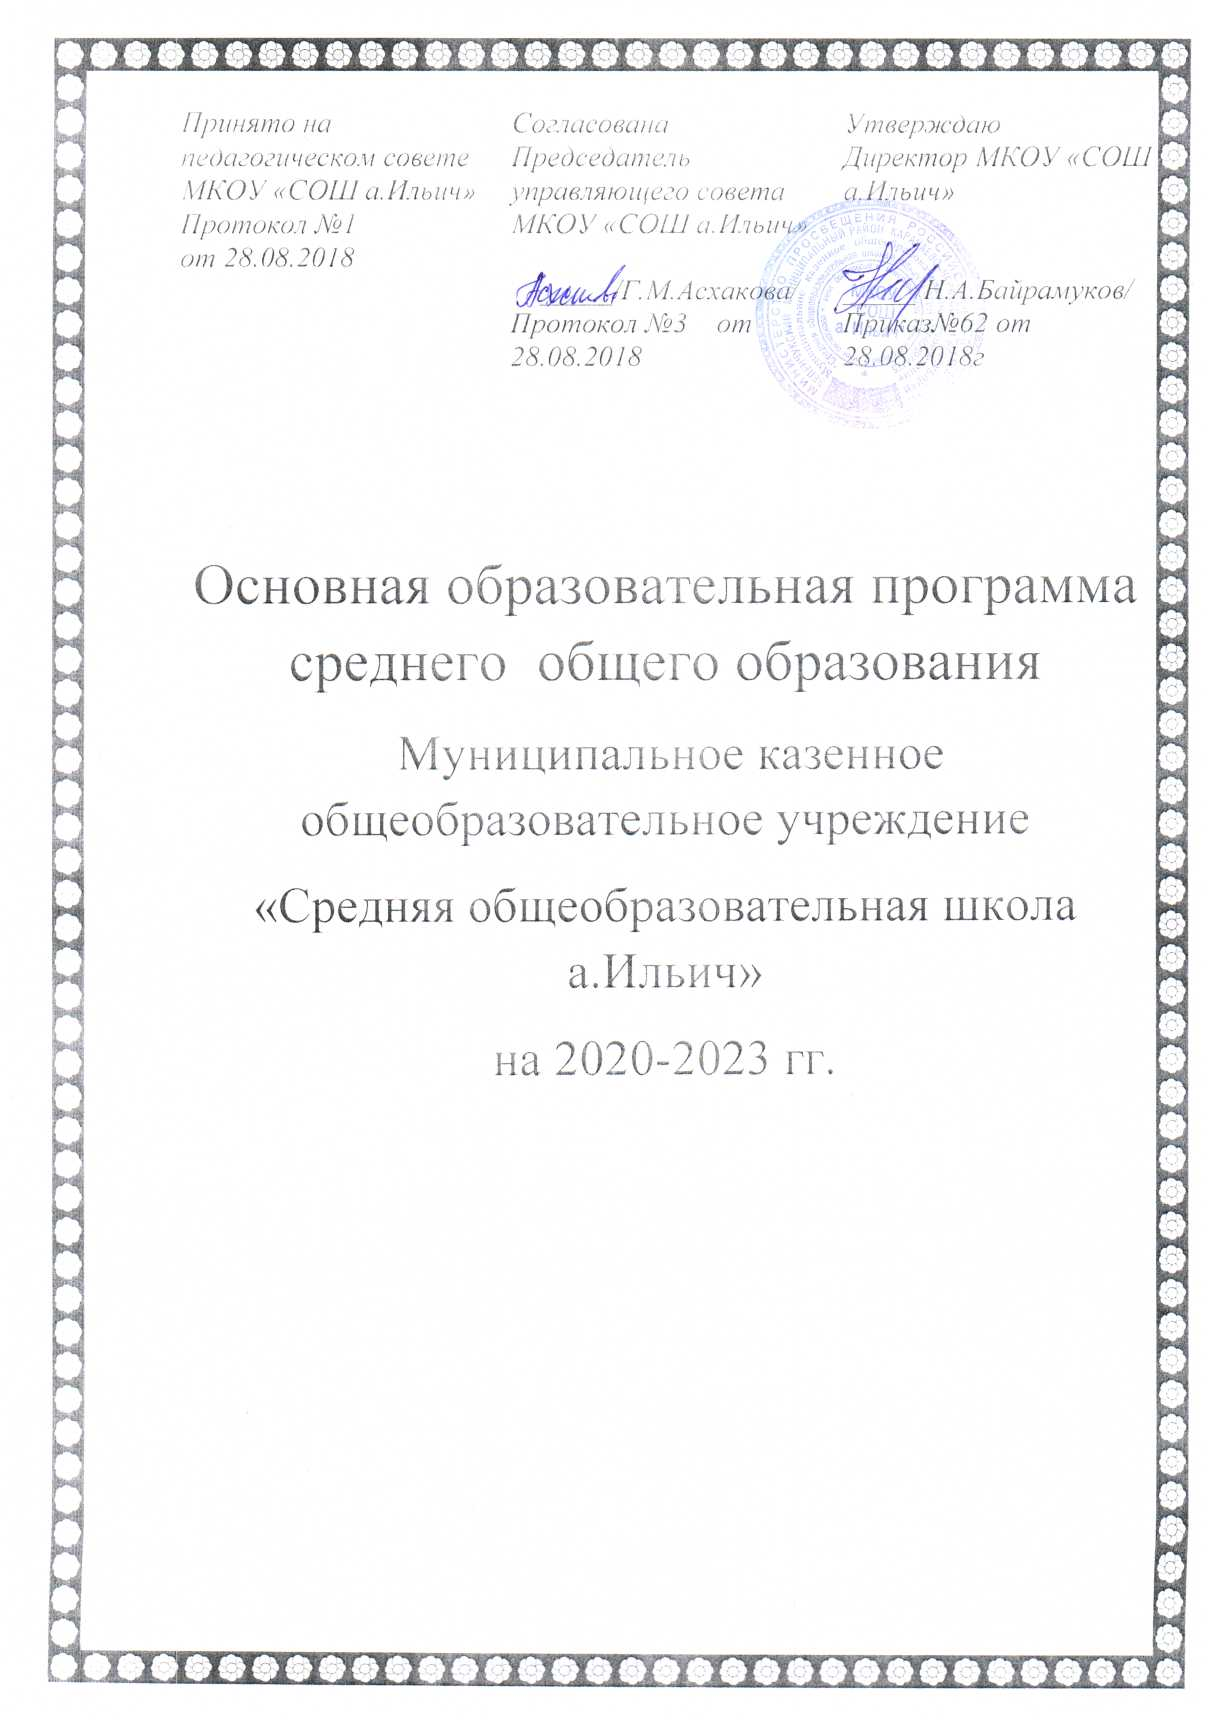 Принято на
педагогическом совете
МКОУ «СОШ а.Ильич»
Протокол №1
от 28.08.2018
Согласована
Председатель
управляющего совета
МКОУ «СОШ а.Ильич»
/Г.М.Асхакова/
Протокол №3 от
28.08.2018
Утверждаю
Директор МКОУ «СОШ
а.Ильич»
Н.А.Байрамуков/
Приказ№62 от
28.08.2018г
Основная образовательная программа
среднего общего образования
Муниципальное казенное
общеобразовательное учреждение
«Средняя общеобразовательная школа
а.Ильич»
на 2020-2023 гг.